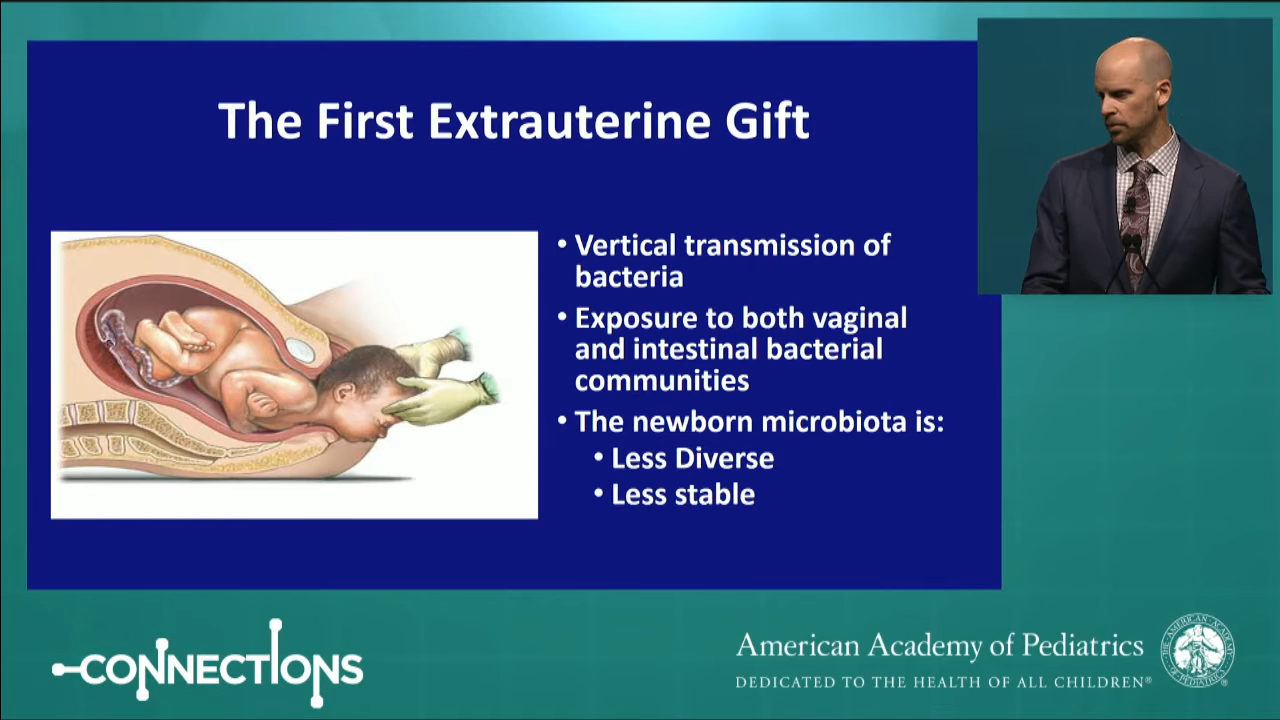 The First Extrauterine Gift
• Vertical transmission of
bacteria
• Exposure to both vaginal
and intestinal bacterial
communities
• The newborn microbiota is:
• Less Diverse
• Less stable
CONNECTIONS
American Academy of Pediatrics
DEDICATED TO THE HEALTH OF ALL CHILDREN®